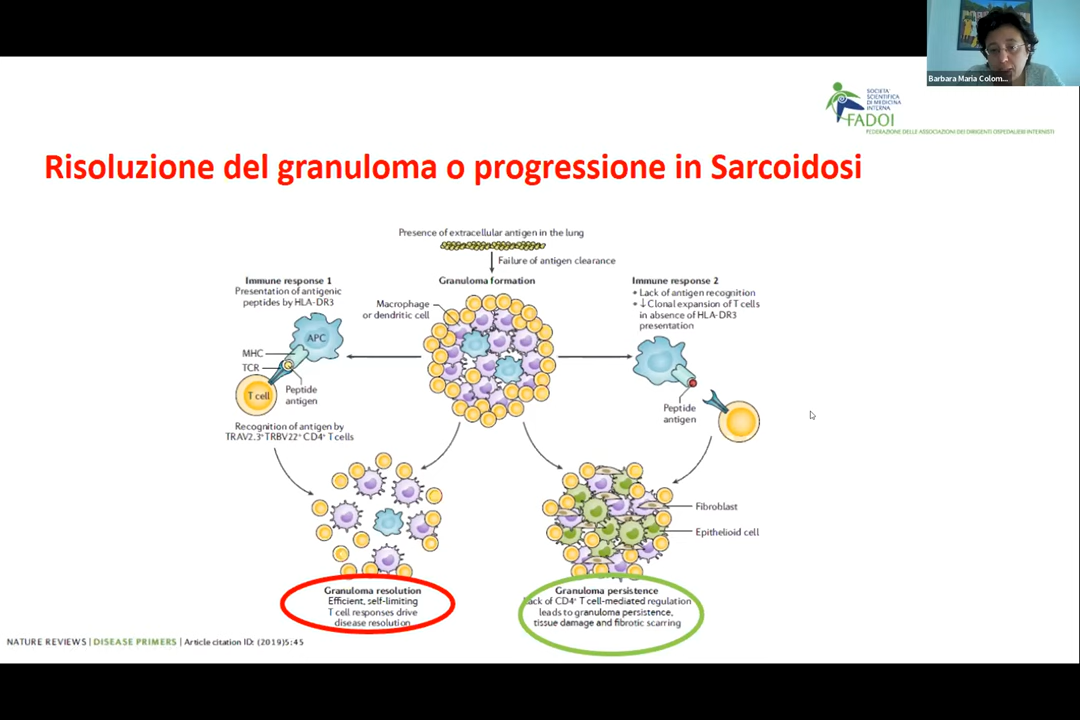 Barbara Maria Colom...
SOCIETÀ
SCIENTIFICA
DI MEDICINA
INTERNA
FADOI
FEDERAZIONE DELLE ASSOCIAZIONI DEI DIRIGENTI OSPEDALIERI INTERNISTI
Risoluzione del granuloma o progressione in Sarcoidosi
Presence of extracellular antigen in the lung
Failure of antigen clearance
Granuloma formation
Immune response 1
Presentation of antigenic
peptides by HLA-DR3
Macrophage
or dendritic cell
APC
MHC
TCR
T cell
Peptide
antigen
Recognition of antigen by
TRAV2.3⁺TRBV22⁺ CD4⁺ T cells
Immune response 2
• Lack of antigen recognition
• ↓ Clonal expansion of T cells
in absence of HLA-DR3
presentation
Peptide
antigen
Fibroblast
Epithelioid cell
Granuloma resolution
Efficient, self-limiting
T cell responses drive
disease resolution
Granuloma persistence
Lack of CD4⁺ T cell-mediated regulation
leads to granuloma persistence,
tissue damage and fibrotic scarring
NATURE REVIEWS | DISEASE PRIMERS | Article citation ID: (2019)5:45